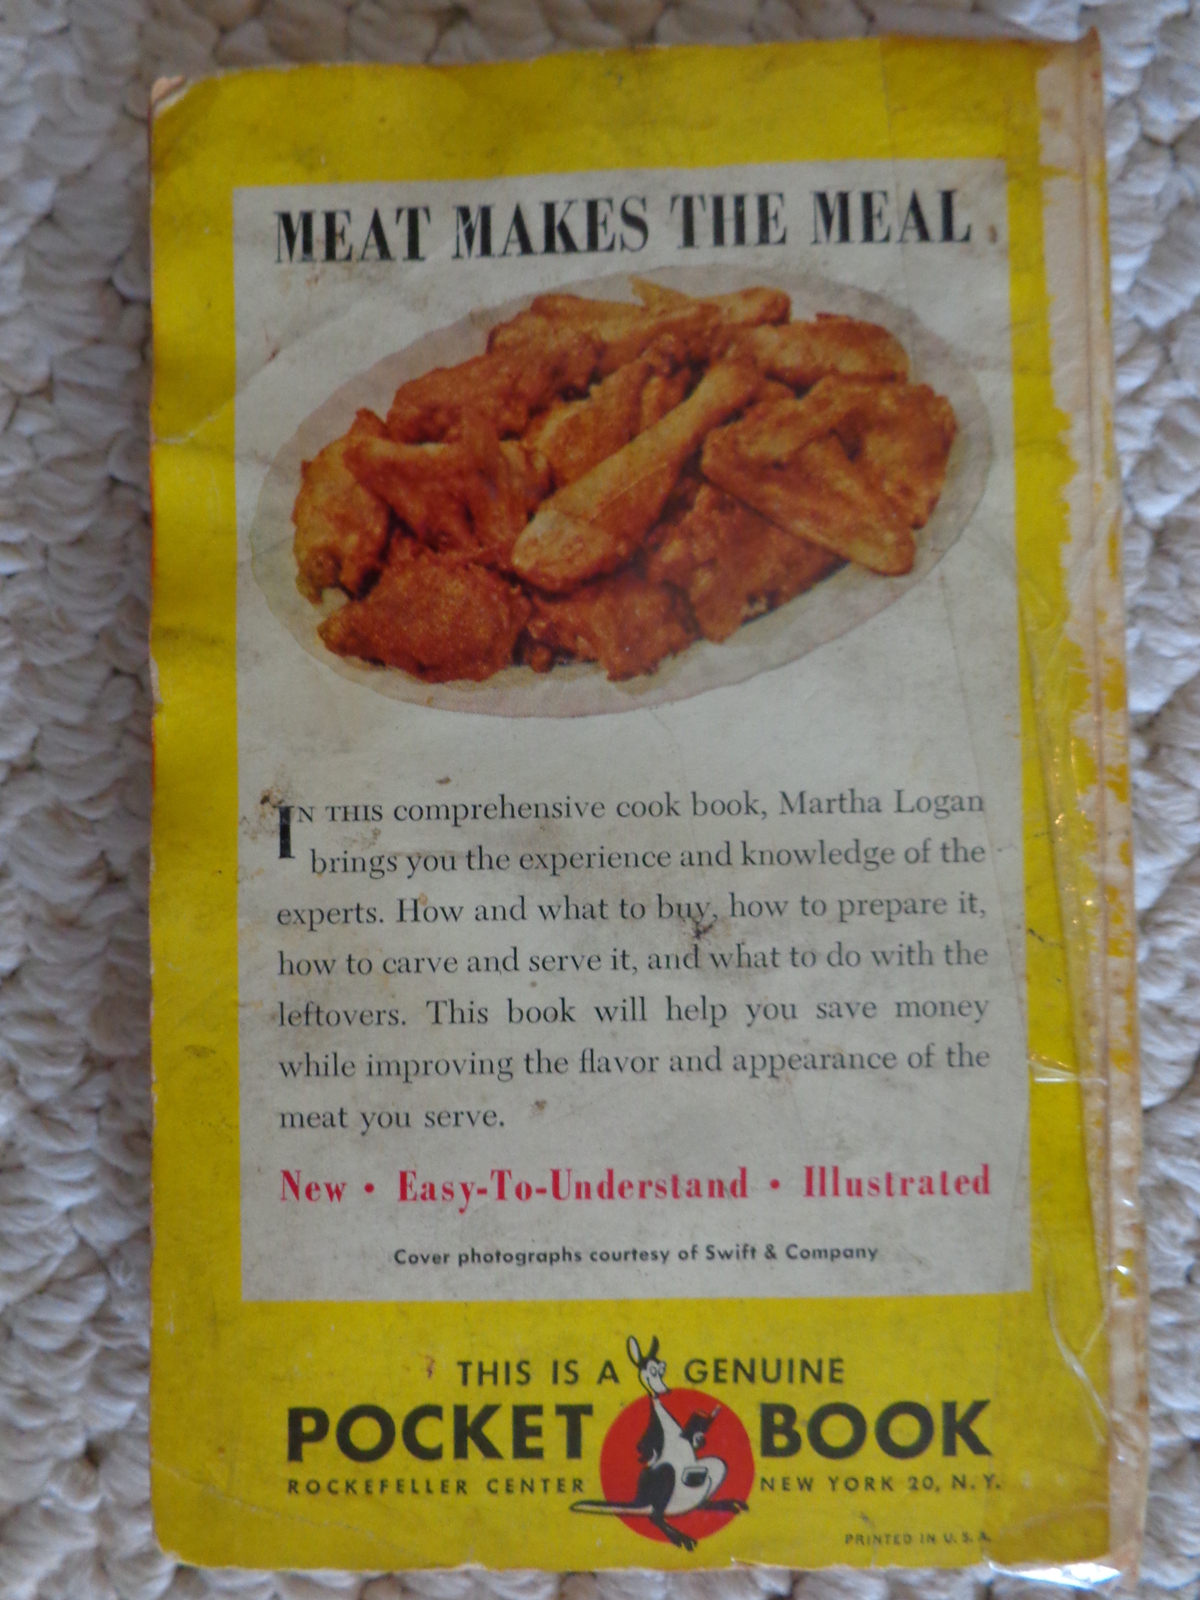 MEAT MAKES THE MEAL
IN THIS comprehensive cook book, Martha Logan
brings you the experience and knowledge of the
experts. How and what to buy, how to prepare it,
how to carve and serve it, and what to do with the
leftovers. This book will help you save money
while improving the flavor and appearance of the
meat you serve.
New • Easy-To-Understand • Illustrated
Cover photographs courtesy of Swift & Company
THIS IS A GENUINE
POCKET BOOK
ROCKEFELLER CENTER NEW YORK 20, N.Y.
PRINTED IN U.S.A.